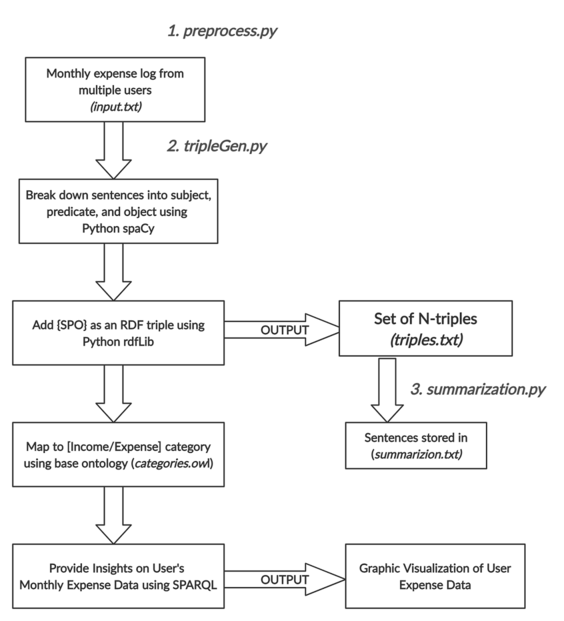 1. preprocess.py
Monthly expense log from
multiple users
(input.txt)
2. tripleGen.py
Break down sentences into subject,
predicate, and object using
Python spaCy
Add {SPO} as an RDF triple using
Python rdfLib
OUTPUT
Set of N-triples
(triples.txt)
3. summarization.py
Sentences stored in
(summarizion.txt)
Map to [Income/Expense] category
using base ontology (categories.owl)
Provide Insights on User's
Monthly Expense Data using SPARQL
OUTPUT
Graphic Visualization of User
Expense Data